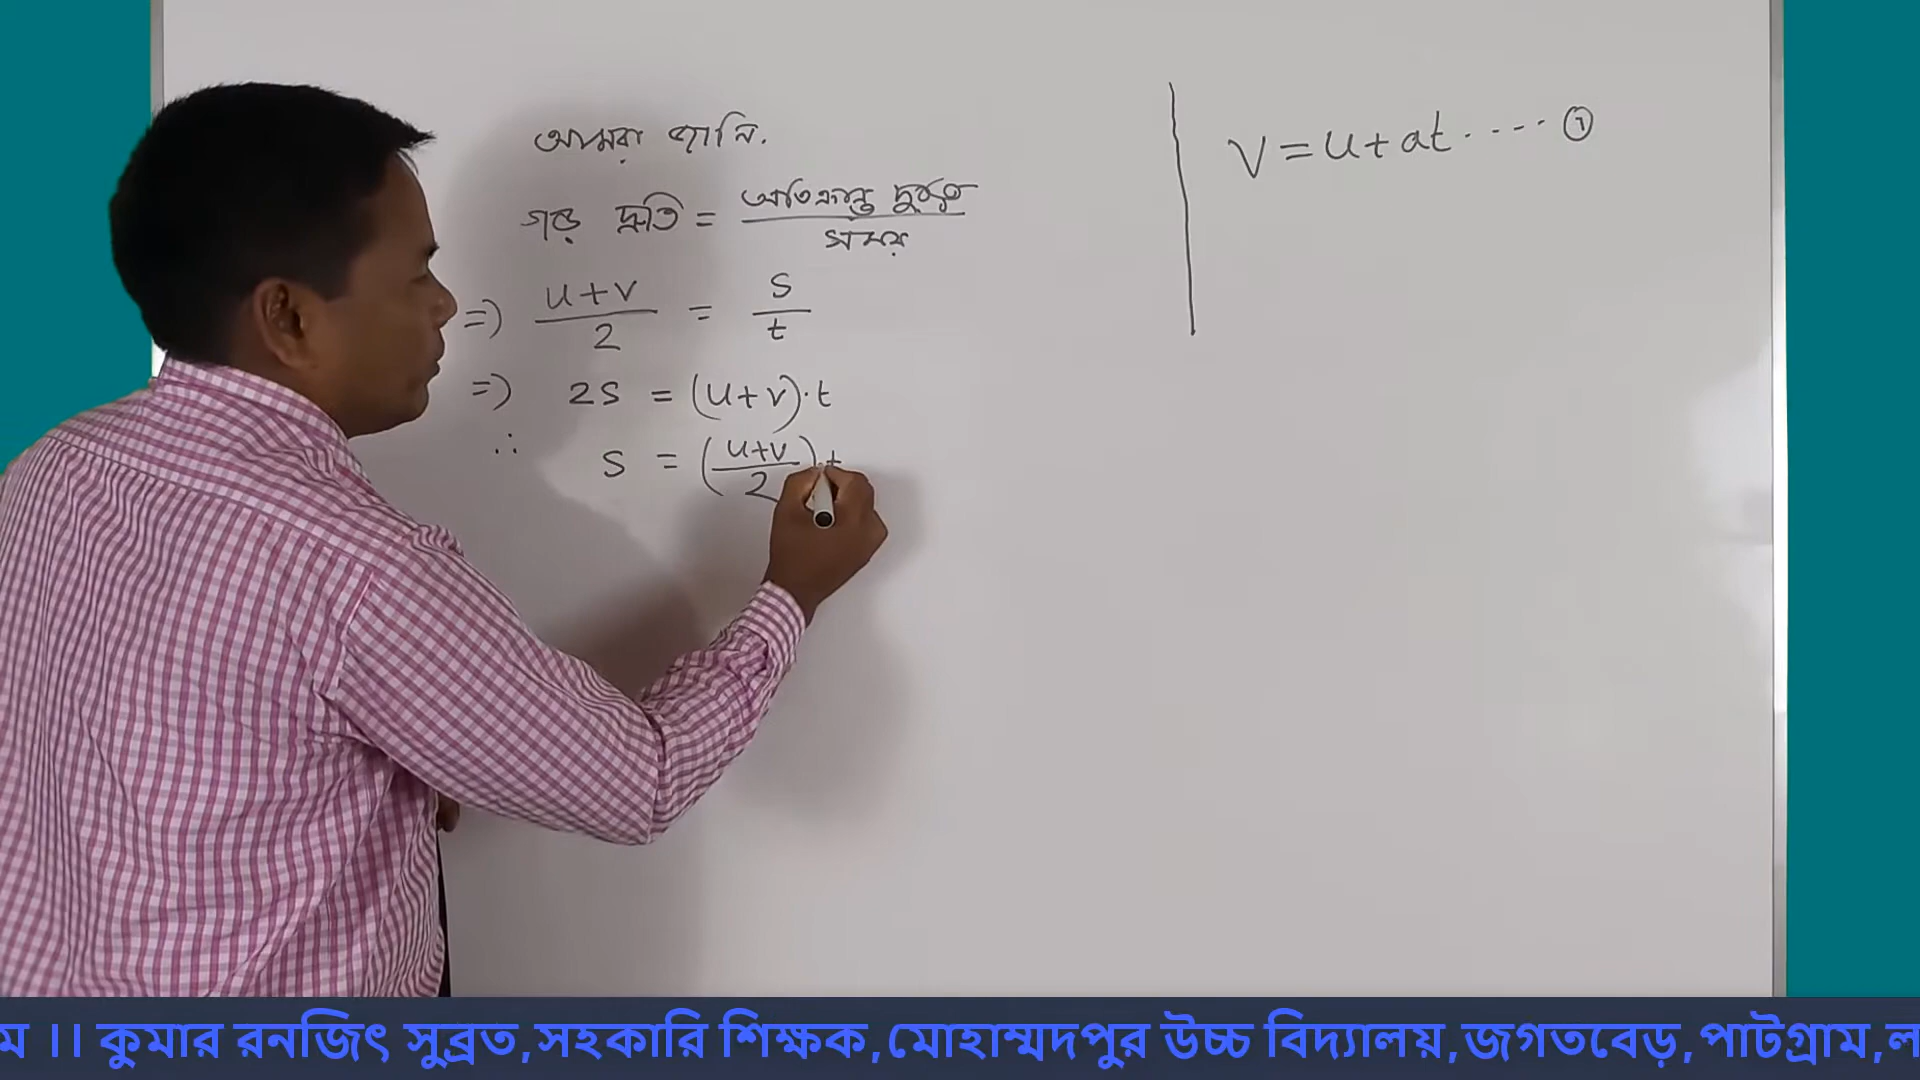 আমরা জানি.
গড় দ্রুতি = অতিক্রান্ত দূরত্ব / সময়
=> u+v / 2 = s / t
=> 2s = (u+v)·t
∴ s = (u+v / 2) t
v = u + at ····· ①
ম ।। কুমার রনজিৎ সুব্রত,সহকারি শিক্ষক,মোহাম্মদপুর উচ্চ বিদ্যালয়,জগতবেড়,পাটগ্রাম,ল